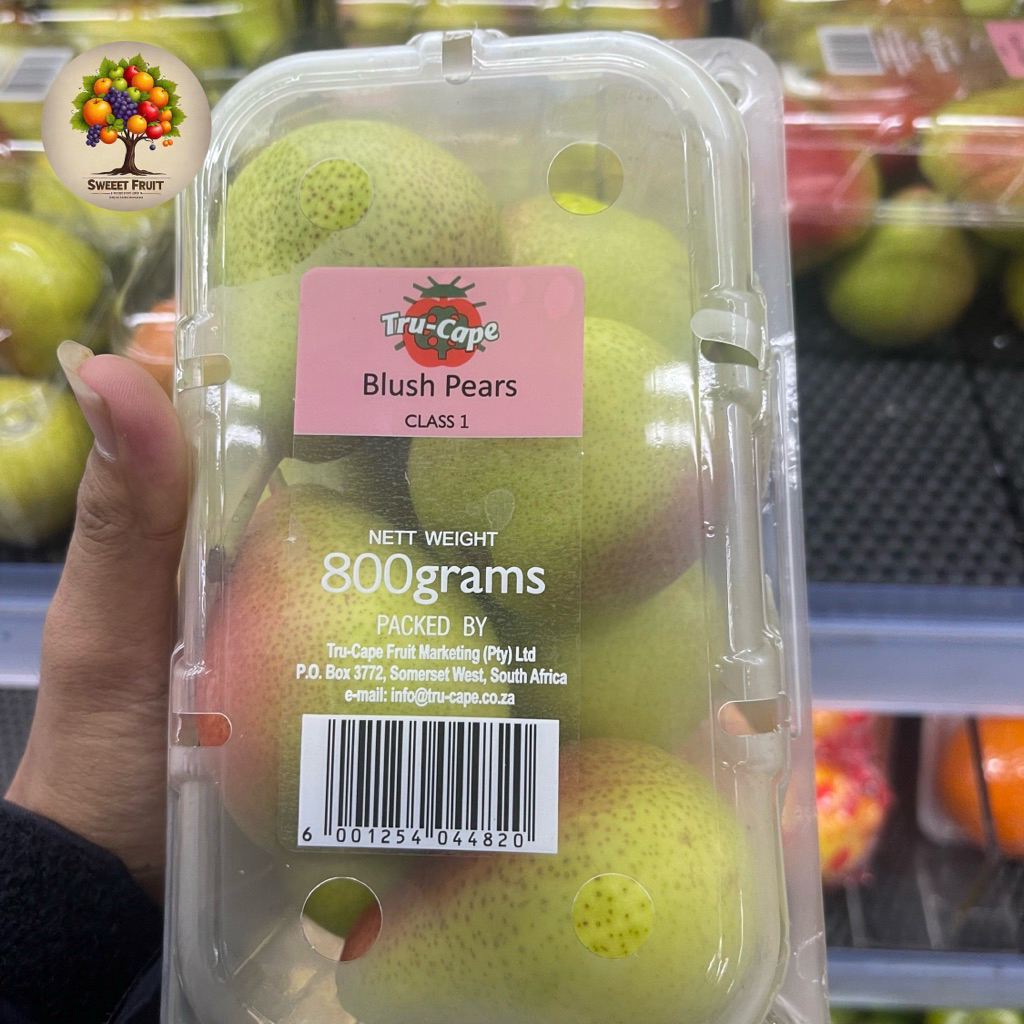 SWEEET FRUIT
Tru-Cape
Blush Pears
CLASS 1
NETT WEIGHT
800grams
PACKED BY
Tru-Cape Fruit Marketing (Pty) Ltd
P.O. Box 3772, Somerset West, South Africa
e-mail: info@tru-cape.co.za
6 001254 044820